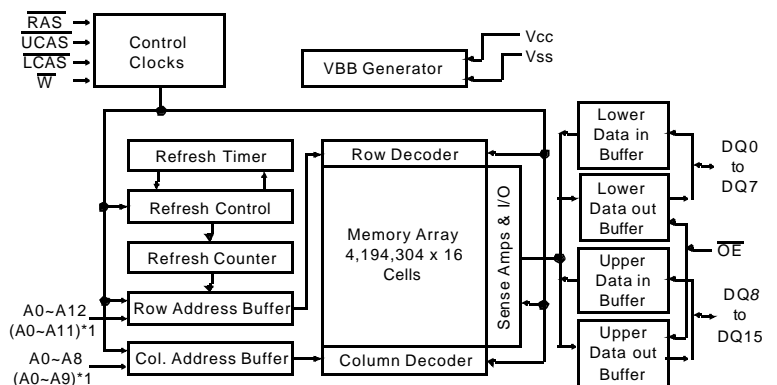 RAS
UCAS
LCAS
W
Control
Clocks
VBB Generator
Vcc
Vss
Refresh Timer
Refresh Control
Refresh Counter
Row Address Buffer
Col. Address Buffer
A0~A12
(A0~A11)*1
A0~A8
(A0~A9)*1
Row Decoder
Memory Array
4,194,304 x 16
Cells
Column Decoder
Sense Amps & I/O
Lower
Data in
Buffer
Lower
Data out
Buffer
Upper
Data in
Buffer
Upper
Data out
Buffer
DQ0
to
DQ7
OE
DQ8
to
DQ15